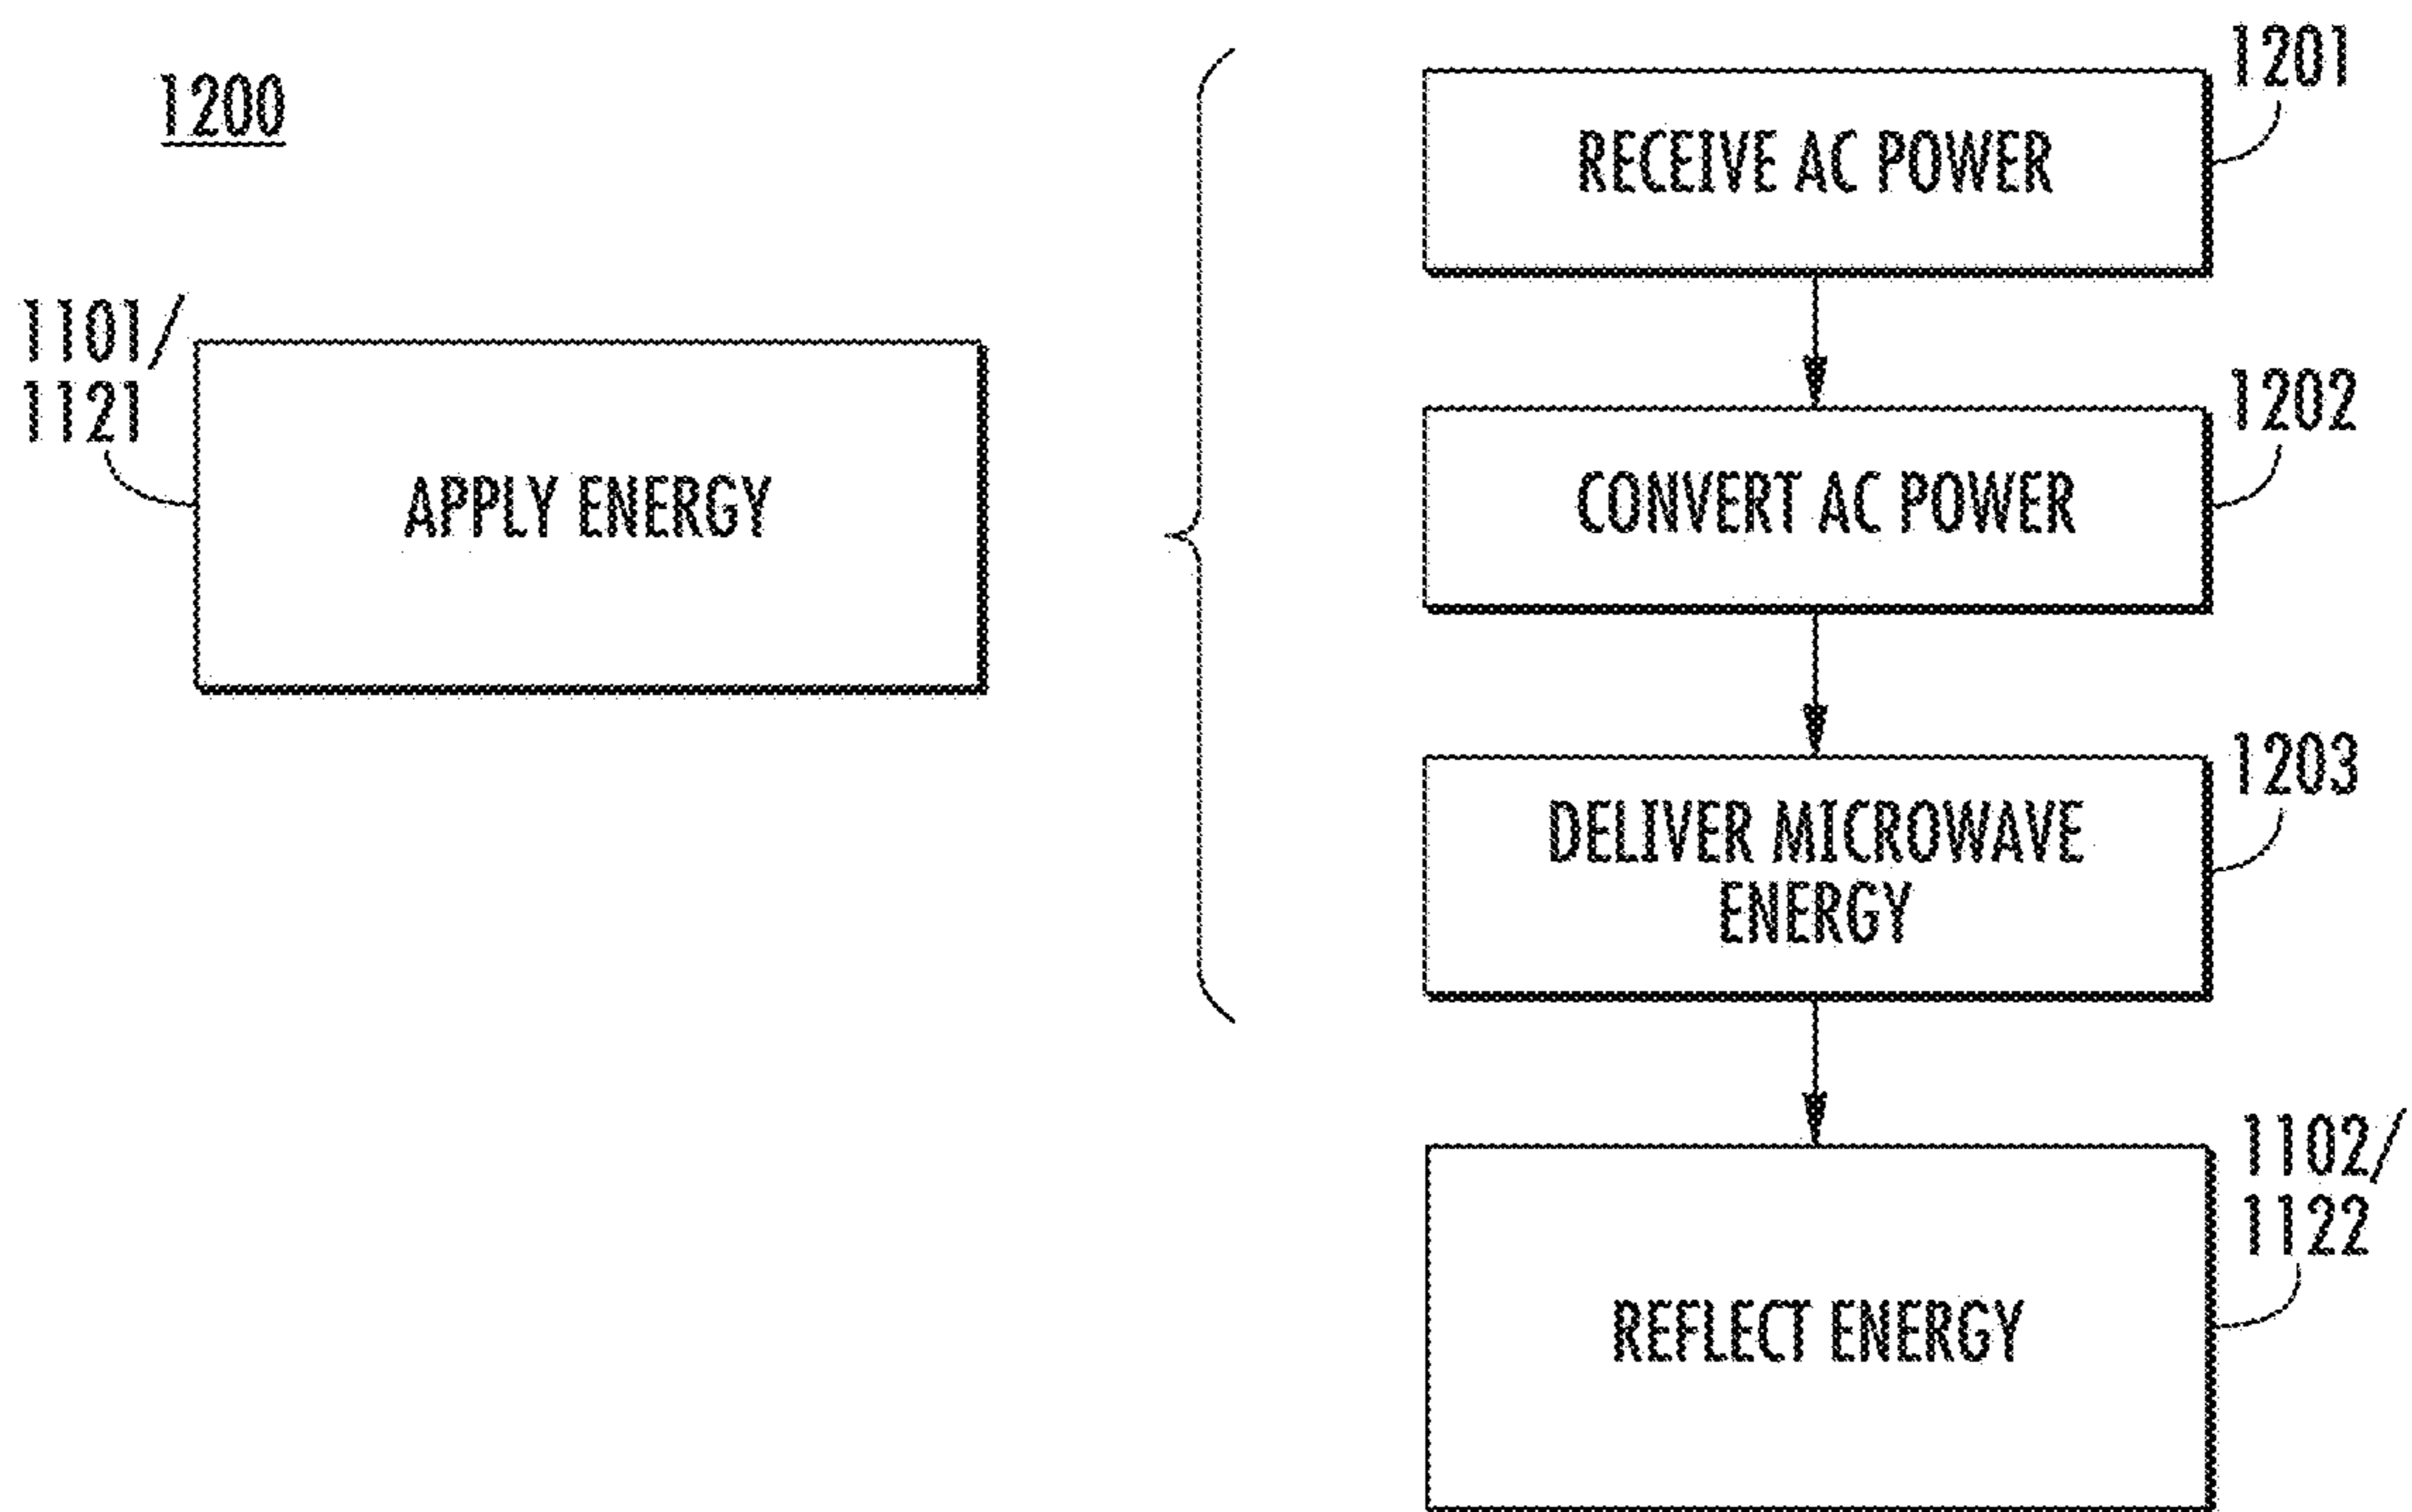 1200
1101/
1121
APPLY ENERGY
1201
RECEIVE AC POWER
1202
CONVERT AC POWER
1203
DELIVER MICROWAVE
ENERGY
1102/
1122
REFLECT ENERGY